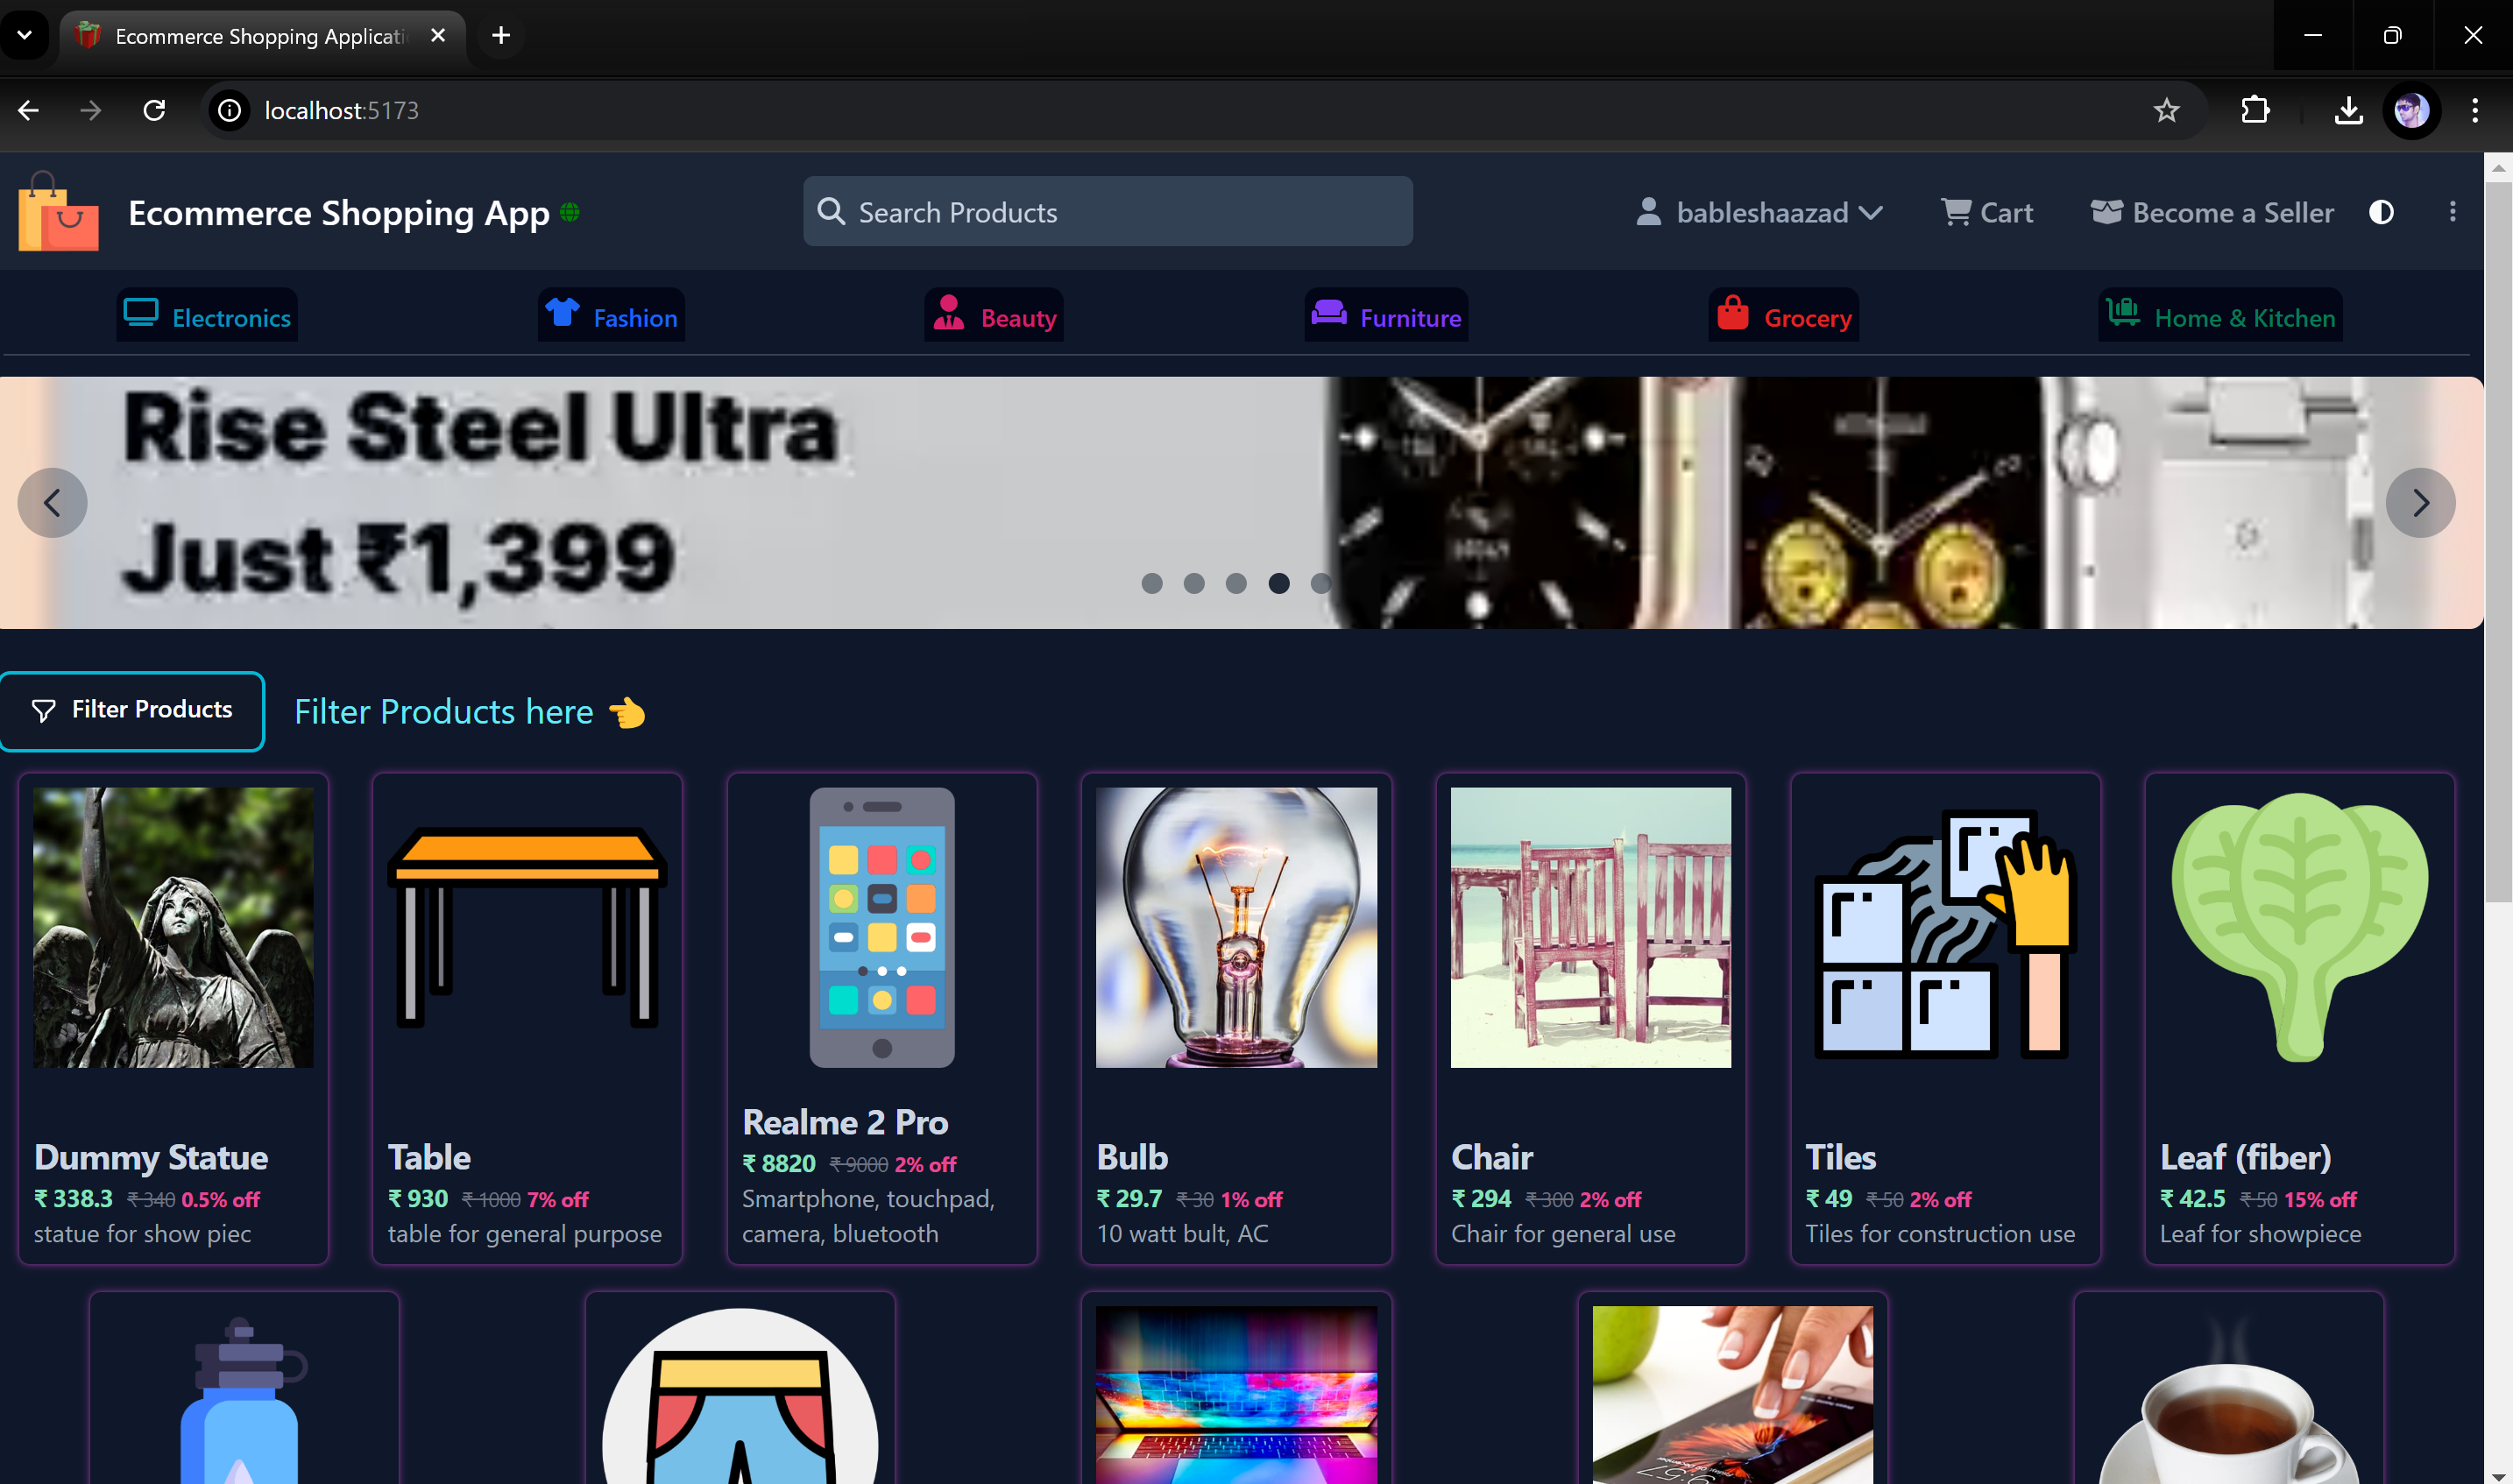 Ecommerce Shopping Applicati
localhost:5173
Ecommerce Shopping App
Search Products
bableshaazad
Cart
Become a Seller
Electronics
Fashion
Beauty
Furniture
Grocery
Home & Kitchen
Rise Steel Ultra
Just ₹1,399
Filter Products
Filter Products here 👈
Dummy Statue
₹ 338.3 ₹ 340 0.5% off
statue for show piec
Table
₹ 930 ₹ 1000 7% off
table for general purpose
Realme 2 Pro
₹ 8820 ₹ 9000 2% off
Smartphone, touchpad,
camera, bluetooth
Bulb
₹ 29.7 ₹ 30 1% off
10 watt bult, AC
Chair
₹ 294 ₹ 300 2% off
Chair for general use
Tiles
₹ 49 ₹ 50 2% off
Tiles for construction use
Leaf (fiber)
₹ 42.5 ₹ 50 15% off
Leaf for showpiece
9:57